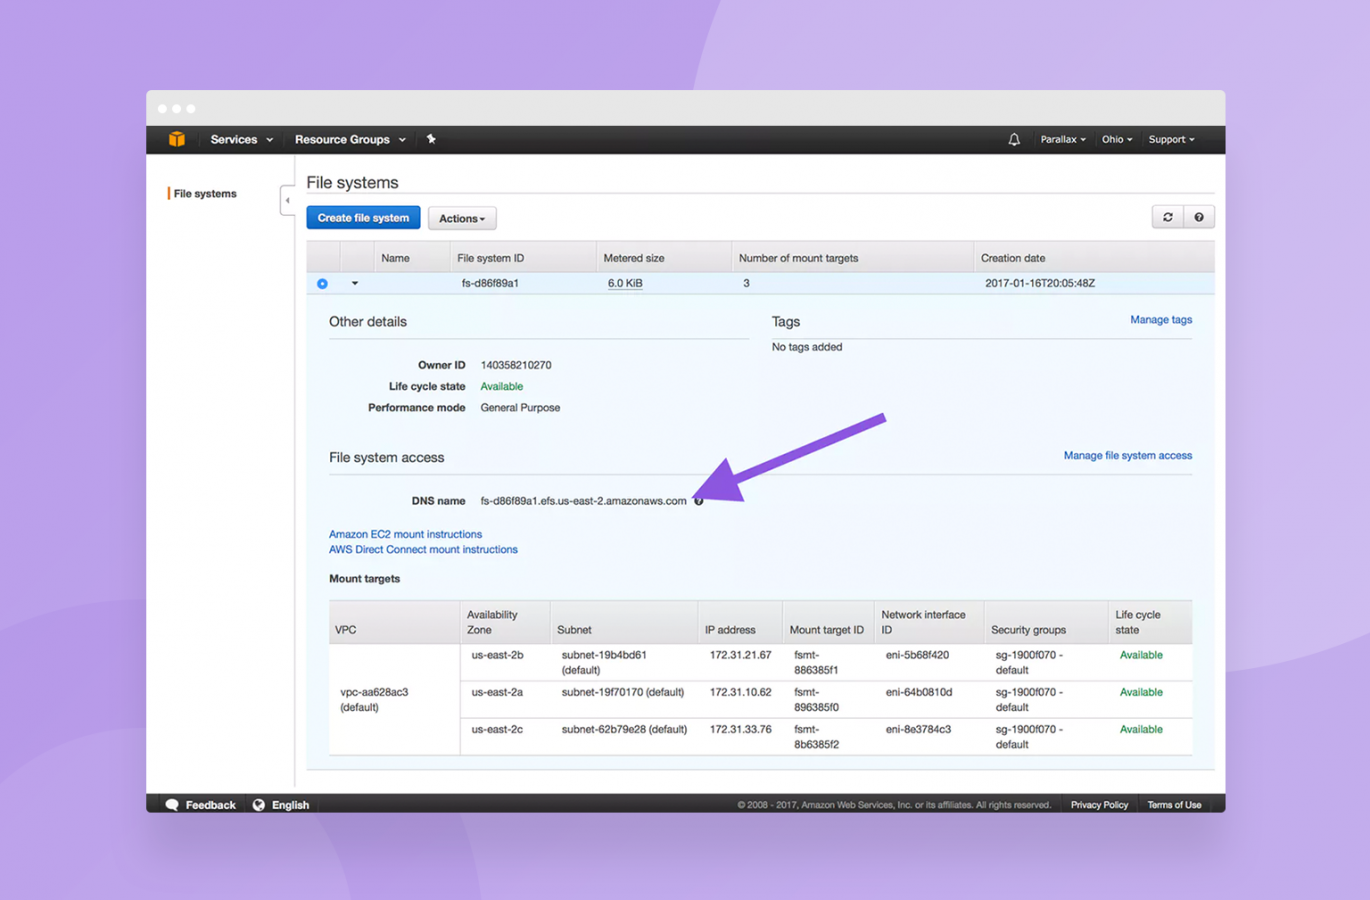 Services Resource Groups Parallax Ohio Support
File systems
File systems
Create file system Actions
Name File system ID Metered size Number of mount targets Creation date
fs-d86f89a1 6.0 KiB 3 2017-01-16T20:05:48Z
Other details
Tags Manage tags
No tags added
Owner ID 140358210270
Life cycle state Available
Performance mode General Purpose
File system access Manage file system access
DNS name fs-d86f89a1.efs.us-east-2.amazonaws.com
Amazon EC2 mount instructions
AWS Direct Connect mount instructions
Mount targets
VPC Availability Zone Subnet IP address Mount target ID Network interface ID Security groups Life cycle state
vpc-aa628ac3 (default)
us-east-2b subnet-19b4bd61 (default) 172.31.21.67 fsmt-886385f1 eni-5b68f420 sg-1900f070 - default Available
us-east-2a subnet-19f70170 (default) 172.31.10.62 fsmt-896385f0 eni-64b0810d sg-1900f070 - default Available
us-east-2c subnet-62b79e28 (default) 172.31.33.76 fsmt-8b6385f2 eni-8e3784c3 sg-1900f070 - default Available
Feedback English © 2008 - 2017, Amazon Web Services, Inc. or its affiliates. All rights reserved. Privacy Policy Terms of Use